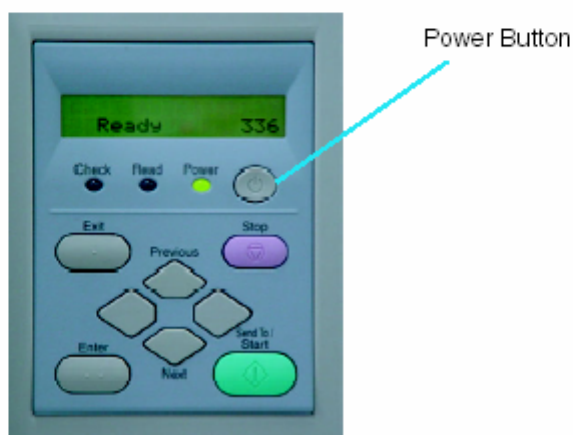 Power Button
Ready 336
Check Read Power
Exit
Stop
Previous
Send To /
Start
Enter
Next